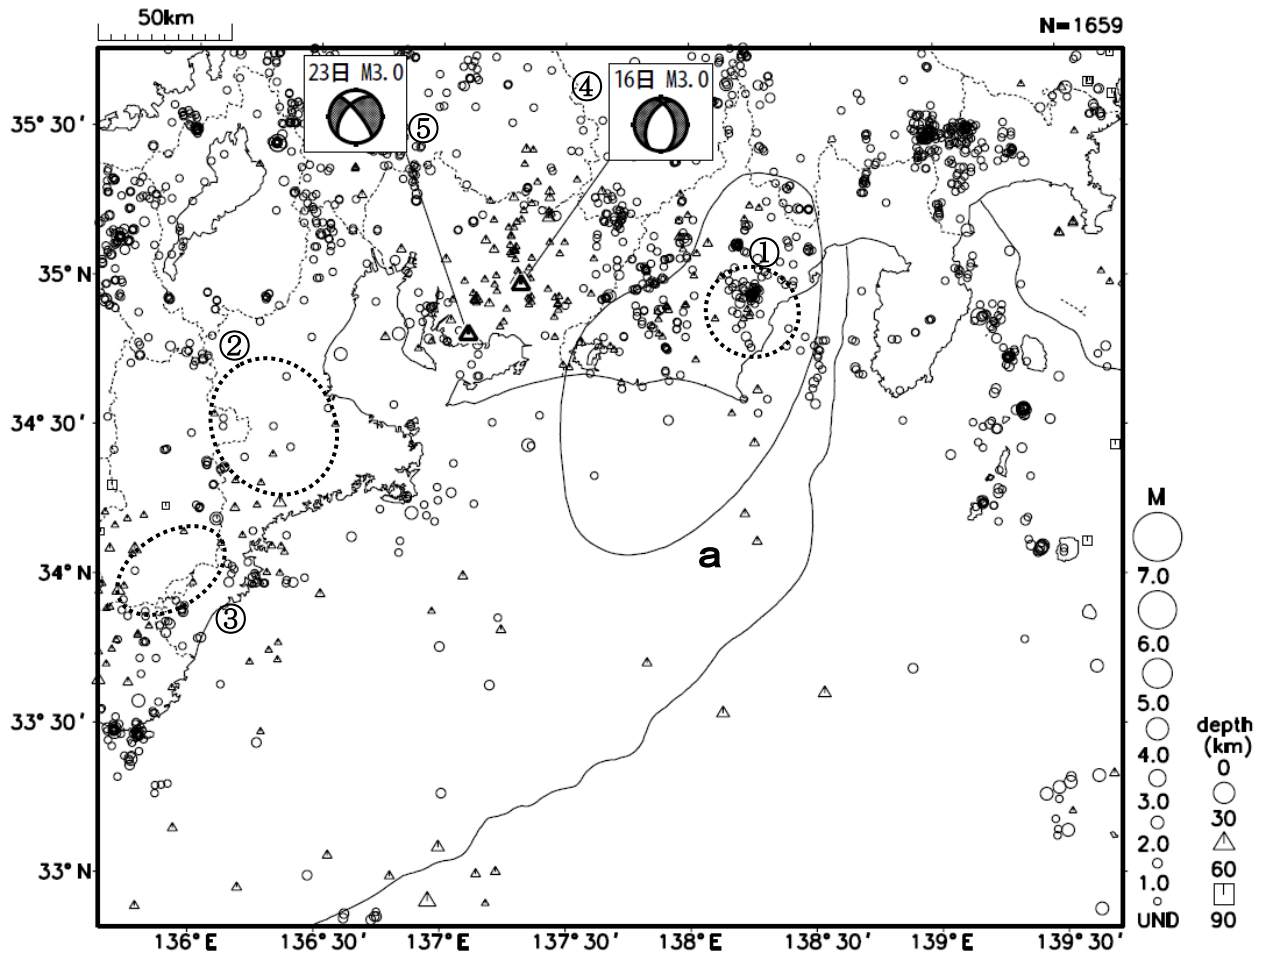 50km
N=1659
23日 M3.0
④
16日 M3.0
35° 30′
⑤
①
35° N
②
34° 30′
M
a
34° N
7.0
③
6.0
5.0
33° 30′
depth
(km)
4.0
0
3.0
30
2.0
33° N
60
1.0
UND
90
136° E
136° 30′
137° E
137° 30′
138° E
138° 30′
139° E
139° 30′